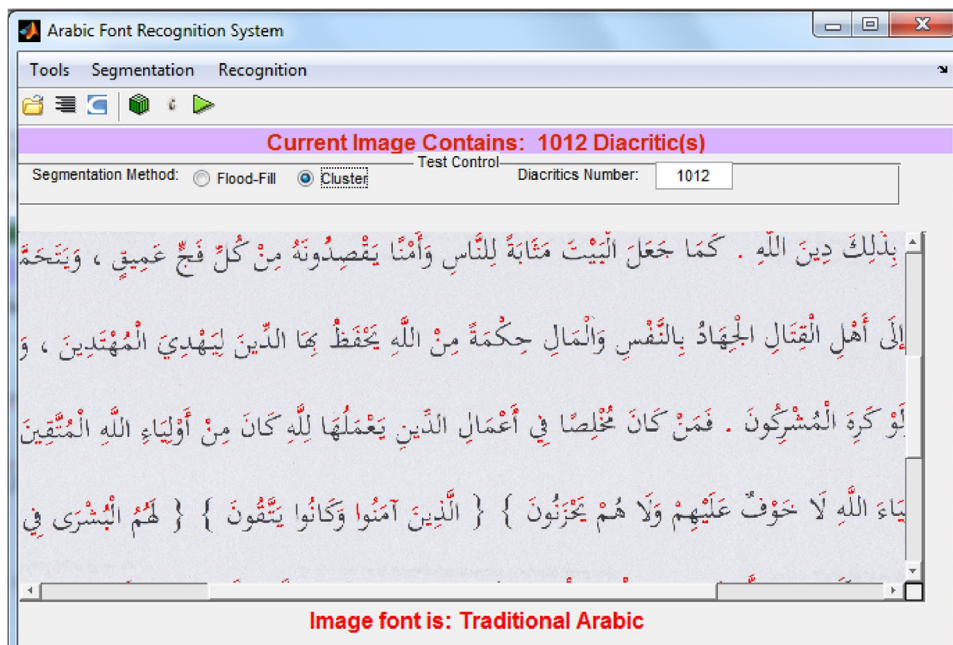 Arabic Font Recognition System
Tools Segmentation Recognition
Current Image Contains: 1012 Diacritic(s)
Test Control
Segmentation Method: Flood-Fill Cluster Diacritics Number: 1012
بِذَلِكَ دِينَ اللَّهِ . كَمَا جَعَلَ الْبَيْتَ مَثَابَةً لِلنَّاسِ وَأَمْنًا يَقْصِدُونَهُ مِنْ كُلِّ فَجٍّ عَمِيقٍ ، وَيَتَحَمَّ
إِلَى أَهْلِ الْقِتَالِ الْجِهَادُ بِالنَّفْسِ وَالْمَالِ حِكْمَةً مِنْ اللَّهِ يَحْفَظُ بِهَا الدِّينَ لِيَهْدِيَ الْمُهْتَدِينَ ، وَ
لَوْ كَرِهَ الْمُشْرِكُونَ . فَمَنْ كَانَ مُخْلِصًا فِي أَعْمَالِ الدِّينِ يَعْمَلُهَا لِلَّهِ كَانَ مِنْ أَوْلِيَاءِ اللَّهِ الْمُتَّقِينَ
لِيَاءَ اللَّهِ لَا خَوْفٌ عَلَيْهِمْ وَلَا هُمْ يَحْزَنُونَ } { الَّذِينَ آمَنُوا وَكَانُوا يَتَّقُونَ } { لَهُمُ الْبُشْرَى فِي
Image font is: Traditional Arabic